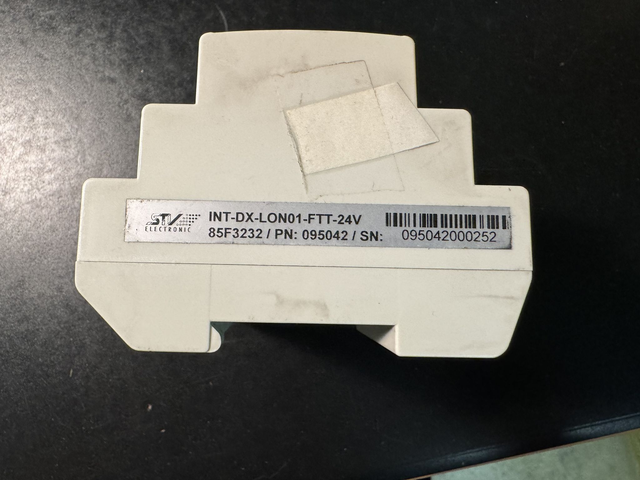 STV
ELECTRONIC
INT-DX-LON01-FTT-24V
85F3232 / PN: 095042 / SN:
095042000252